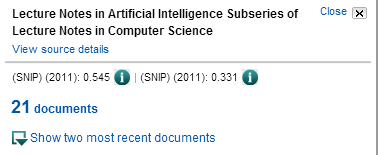 Lecture Notes in Artificial Intelligence Subseries of Close
Lecture Notes in Computer Science
View source details
(SNIP) (2011): 0.545 | (SNIP) (2011): 0.331
21 documents
Show two most recent documents